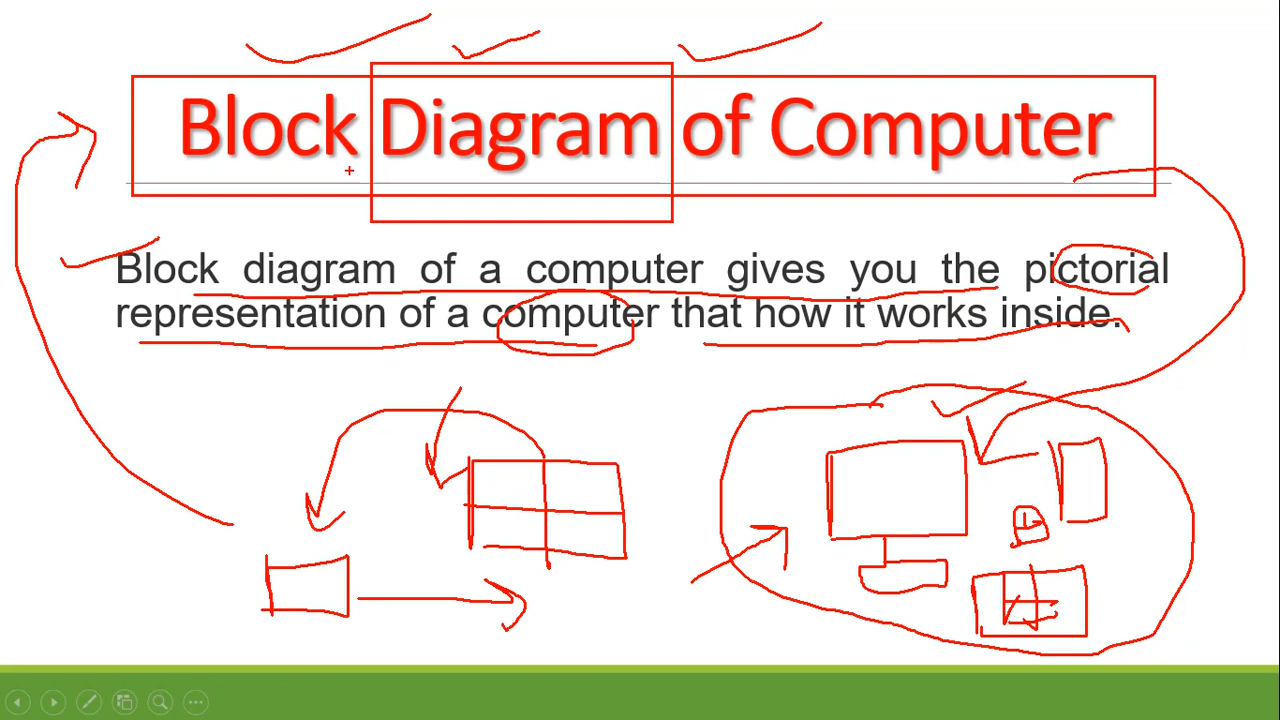 Block Diagram of Computer
Block diagram of a computer gives you the pictorial
representation of a computer that how it works inside.